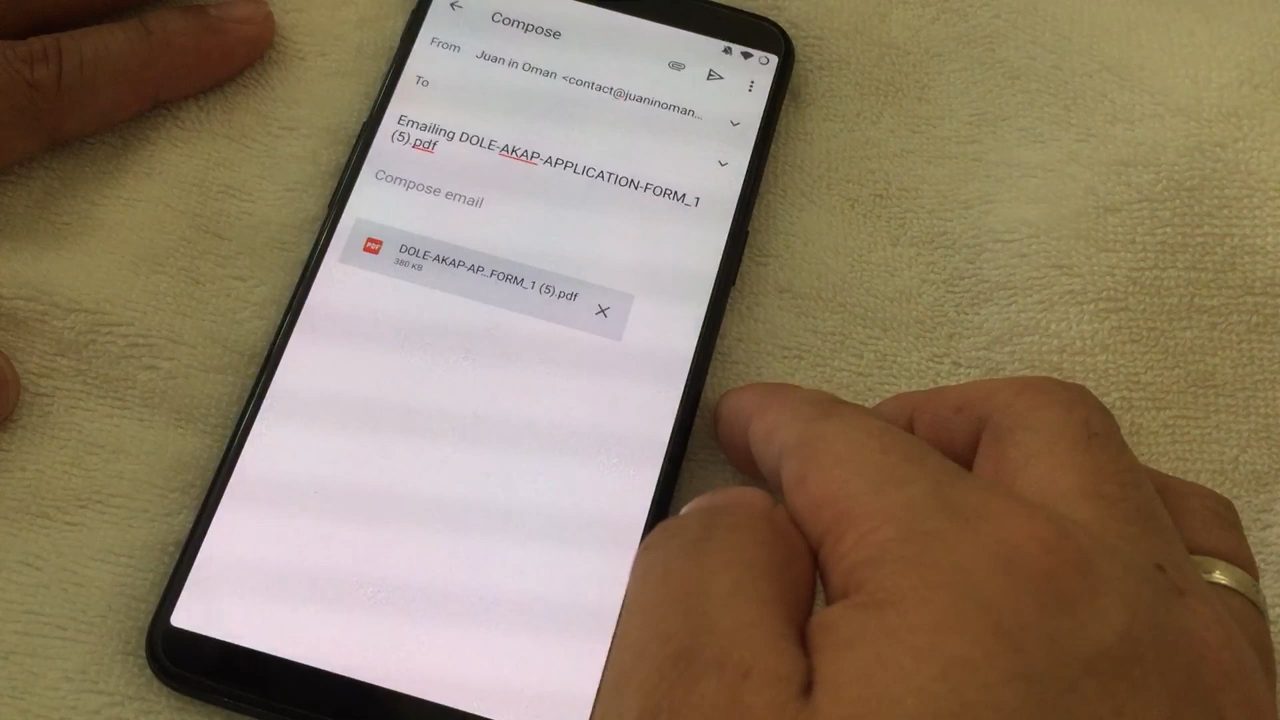 Compose
From Juan in Oman <contact@juaninoman...
To
Emailing DOLE-AKAP-APPLICATION-FORM_1
(5).pdf
Compose email
PDF DOLE-AKAP-AP...FORM_1 (5).pdf
380 KB